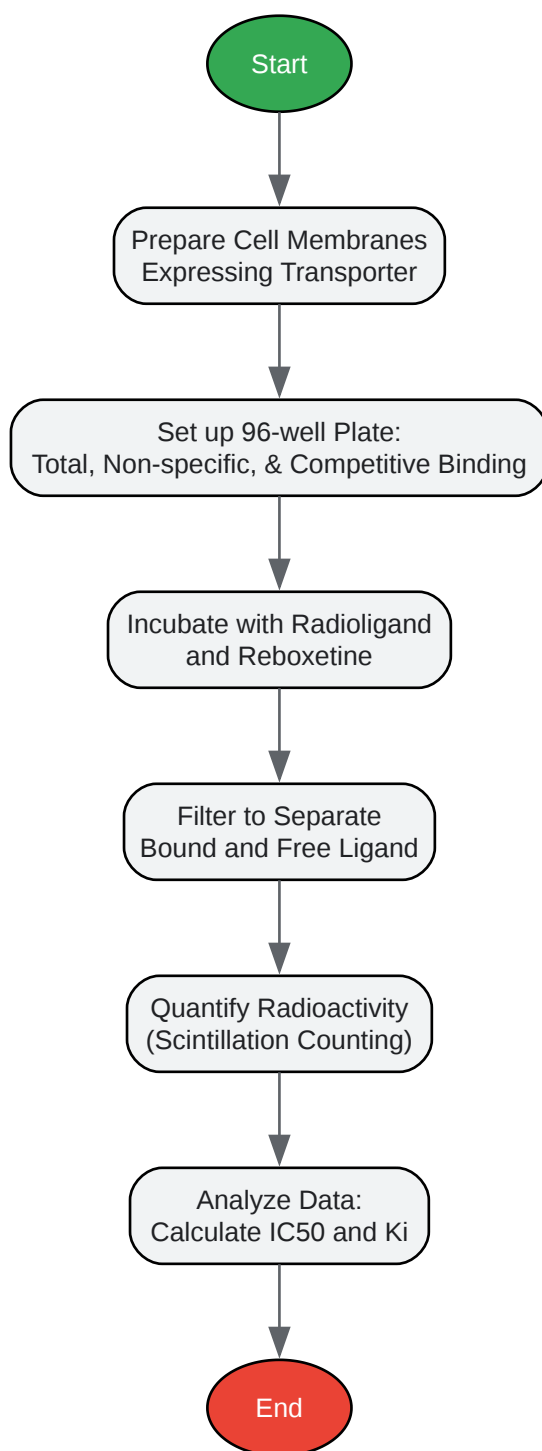 Start
Prepare Cell Membranes
Expressing Transporter
Set up 96-well Plate:
Total, Non-specific, & Competitive Binding
Incubate with Radioligand
and Reboxetine
Filter to Separate
Bound and Free Ligand
Quantify Radioactivity
(Scintillation Counting)
Analyze Data:
Calculate IC50 and Ki
End